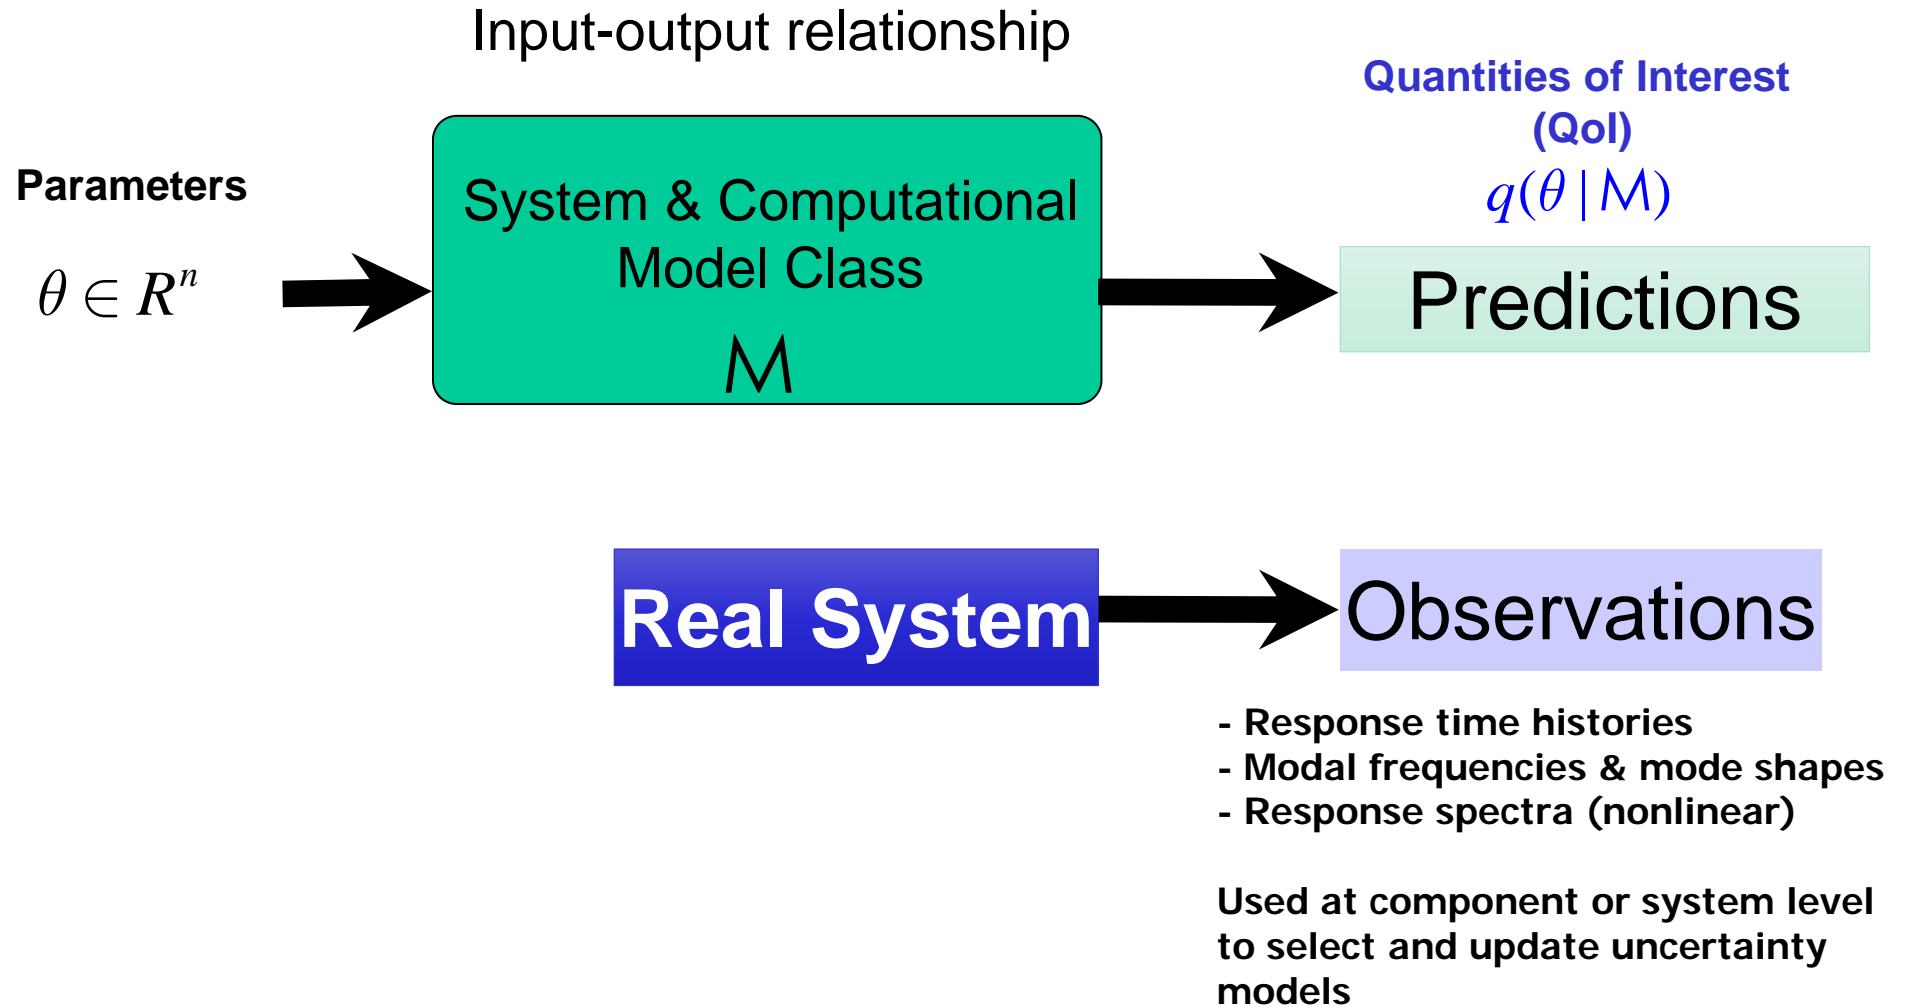 Input-output relationship
Quantities of Interest
(QoI)
q(θ | M)
Parameters
θ ∈ Rⁿ
System & Computational
Model Class
M
Predictions
Real System
Observations
- Response time histories
- Modal frequencies & mode shapes
- Response spectra (nonlinear)
Used at component or system level
to select and update uncertainty
models